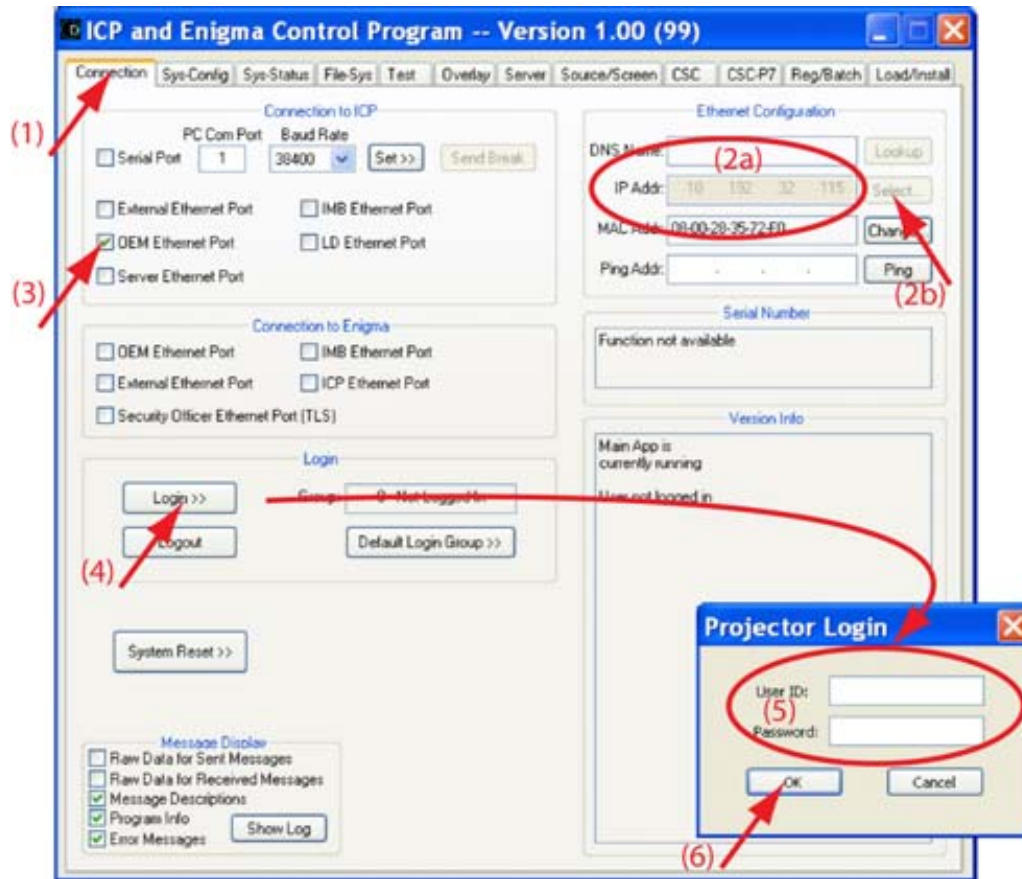 ICP and Enigma Control Program -- Version 1.00 (99)
Connection Sys-Config Sys-Status File-Sys Test Overlay Server Source/Screen CSC CSC-P7 Reg/Batch Load/Install
(1)
Connection to ICP
PC Com Port Baud Rate
Serial Port 1 38400 Set >> Send Break
External Ethernet Port IMB Ethernet Port
OEM Ethernet Port LD Ethernet Port
Server Ethernet Port
(3)
Ethernet Configuration
DNS Name: Lookup
(2a)
IP Addr: 10 192 32 115 Select...
MAC Addr: 08-00-28-35-72-E0
Ping Addr: . . . Ping
(2b)
Connection to Enigma
OEM Ethernet Port IMB Ethernet Port
External Ethernet Port ICP Ethernet Port
Security Officer Ethernet Port (TLS)
Serial Number
Function not available
Login
Login >> Group: 0 - Not Logged In
Logout Default Login Group >>
(4)
Version Info
Main App is
currently running
User not logged in
System Reset >>
Projector Login
User ID:
(5)
Password:
OK Cancel
(6)
Message Display
Raw Data for Sent Messages
Raw Data for Received Messages
Message Descriptions
Program Info
Error Messages
Show Log